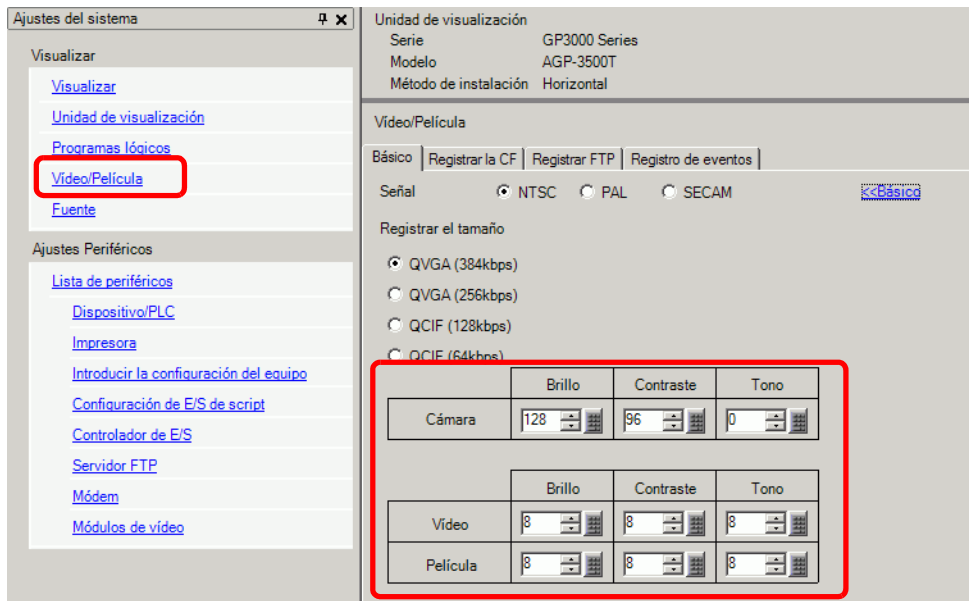 Ajustes del sistema
Visualizar
Visualizar
Unidad de visualización
Programas lógicos
Vídeo/Película
Fuente
Ajustes Periféricos
Lista de periféricos
Dispositivo/PLC
Impresora
Introducir la configuración del equipo
Configuración de E/S de script
Controlador de E/S
Servidor FTP
Módem
Módulos de vídeo
Unidad de visualización
Serie GP3000 Series
Modelo AGP-3500T
Método de instalación Horizontal
Vídeo/Película
Básico Registrar la CF Registrar FTP Registro de eventos
Señal NTSC PAL SECAM <<Básico
Registrar el tamaño
QVGA (384kbps)
QVGA (256kbps)
QCIF (128kbps)
QCIF (64kbps)
Brillo Contraste Tono
Cámara 128 96 0
Brillo Contraste Tono
Vídeo 8 8 8
Película 8 8 8